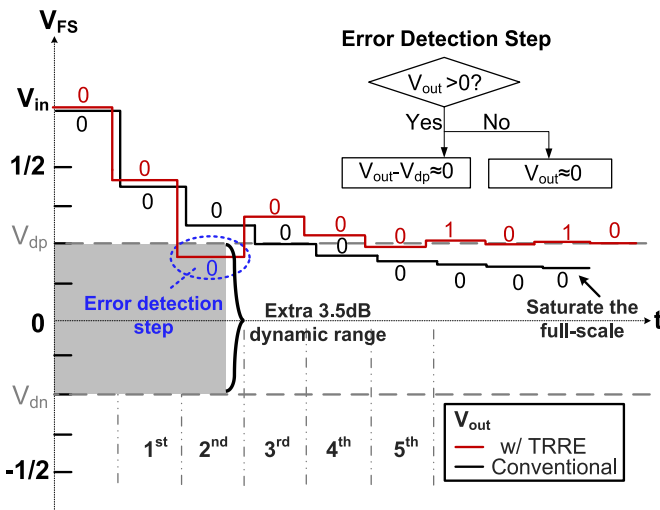 V_FS
Error Detection Step
V_out >0?
Yes
No
V_out-V_dp≈0
V_out≈0
V_in
0
0
1/2
0
0
0
0
0
0
0
1
0
1
0
V_dp
0
0
0
0
0
0
0
Error detection
step
Extra 3.5dB
dynamic range
Saturate the
full-scale
0
t
V_dn
1st
2nd
3rd
4th
5th
-1/2
V_out
w/ TRRE
Conventional